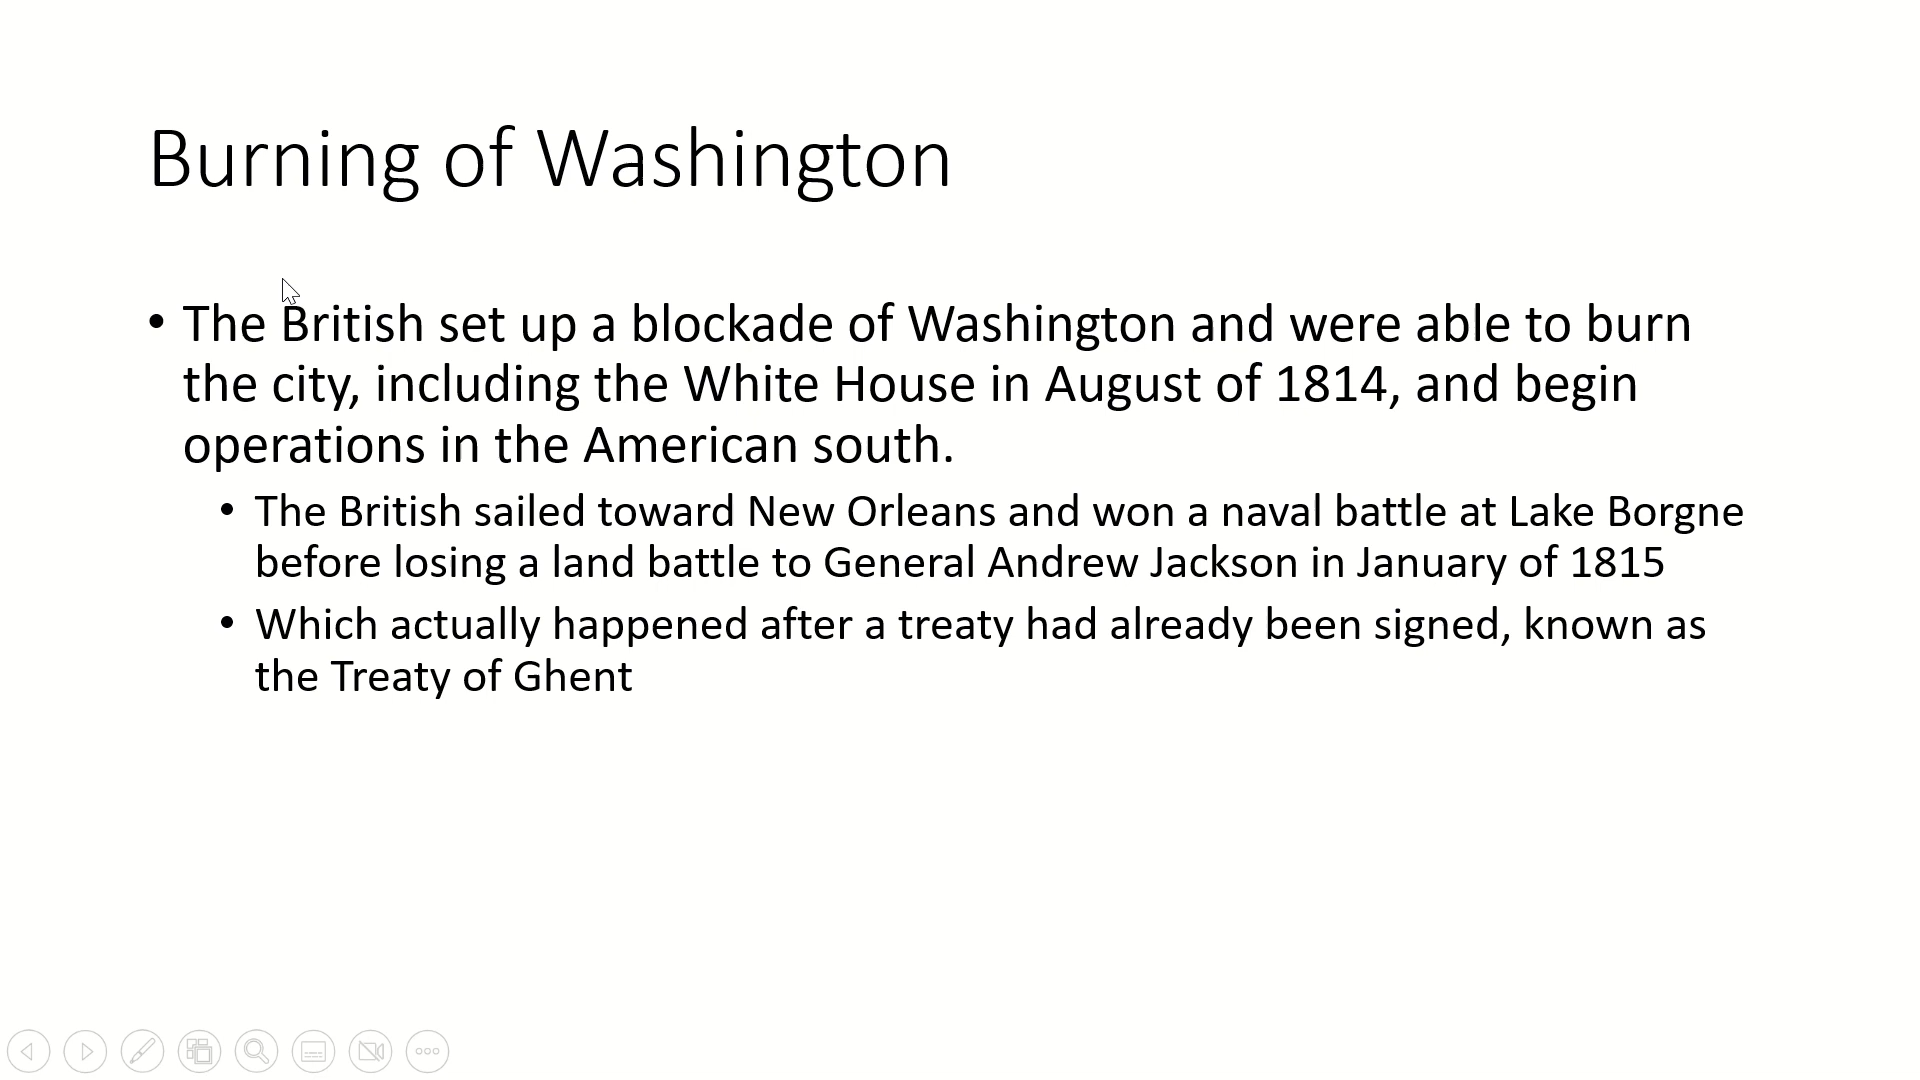 Burning of Washington
• The British set up a blockade of Washington and were able to burn
the city, including the White House in August of 1814, and begin
operations in the American south.
• The British sailed toward New Orleans and won a naval battle at Lake Borgne
before losing a land battle to General Andrew Jackson in January of 1815
• Which actually happened after a treaty had already been signed, known as
the Treaty of Ghent